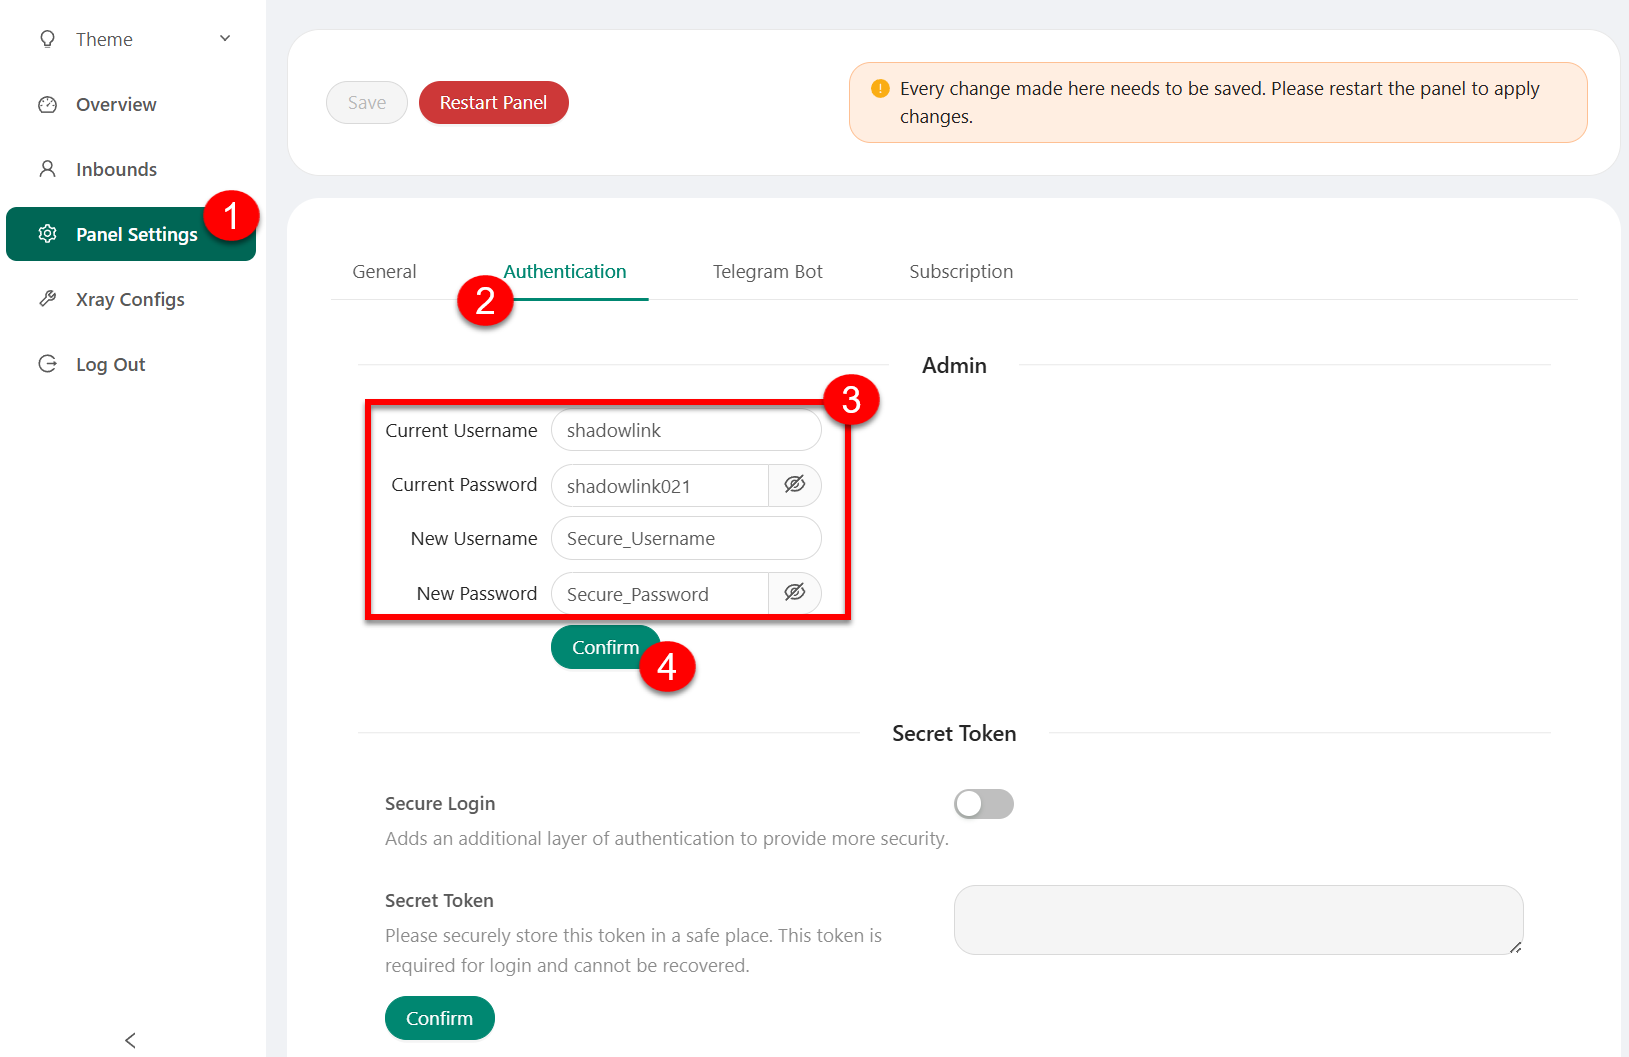 Theme
Overview
Inbounds
Panel Settings
1
Xray Configs
Log Out
Save
Restart Panel
Every change made here needs to be saved. Please restart the panel to apply
changes.
General
Authentication
Telegram Bot
Subscription
2
Admin
3
Current Username
shadowlink
Current Password
shadowlink021
New Username
Secure_Username
New Password
Secure_Password
Confirm
4
Secret Token
Secure Login
Adds an additional layer of authentication to provide more security.
Secret Token
Please securely store this token in a safe place. This token is
required for login and cannot be recovered.
Confirm